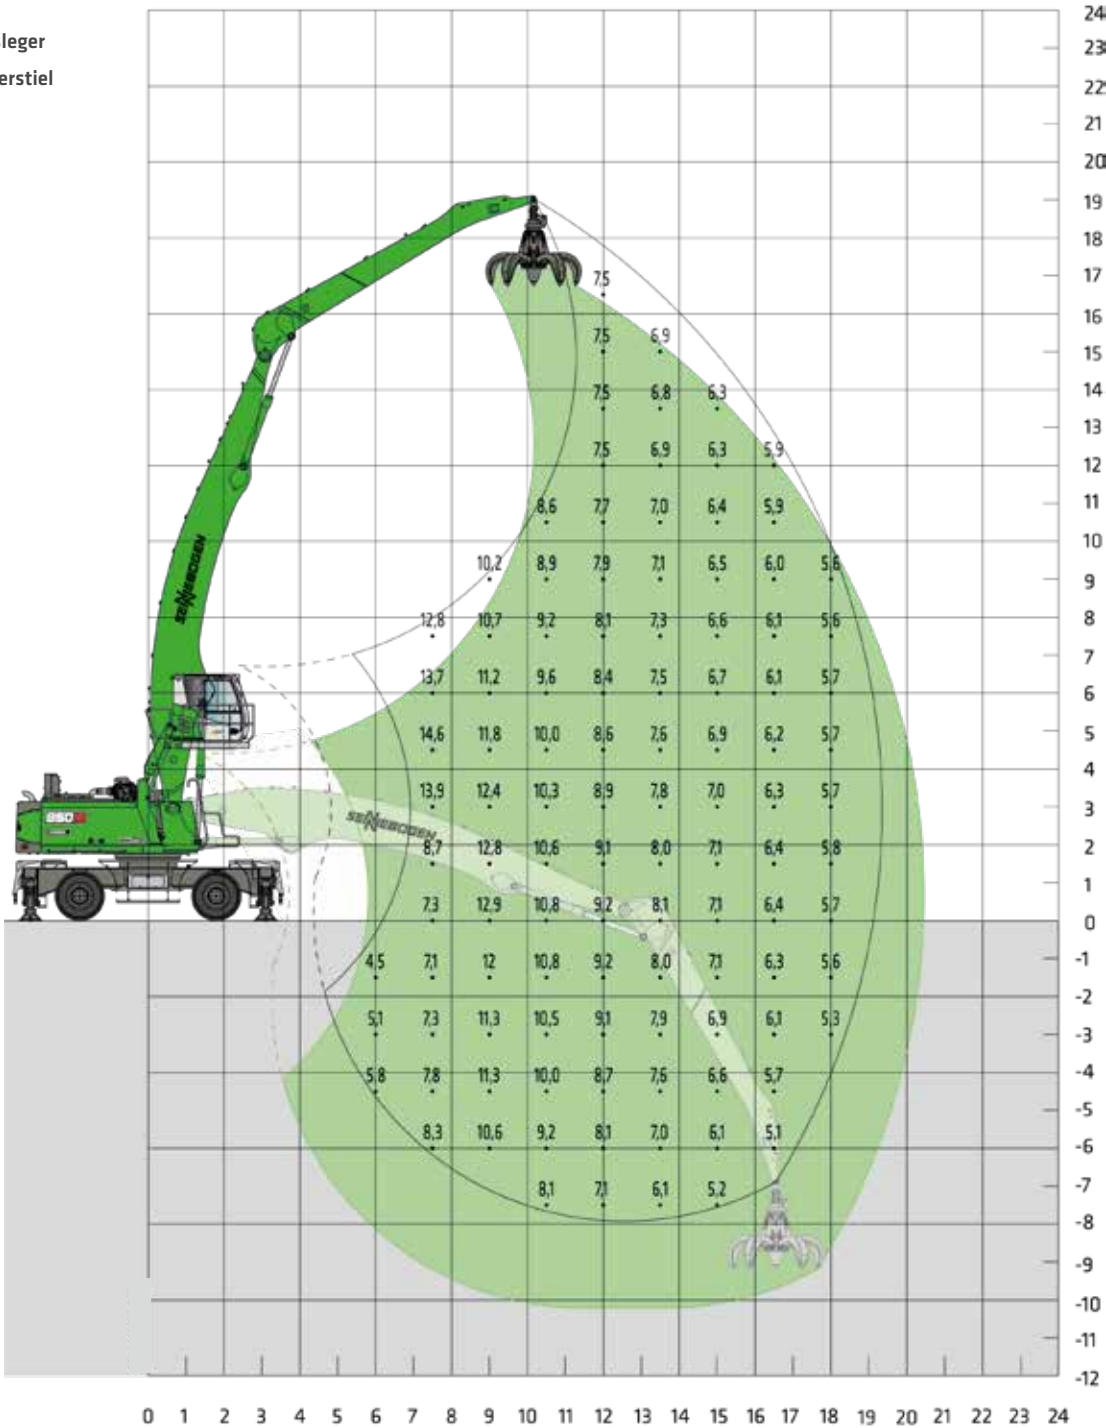 leger
erstiel
24
23
22
21
20
19
18
17
7,5
16
7,5 6,9
15
14
7,5 6,8 6,3
13
7,5 6,9 6,3 5,9
12
11
8,6 7,7 7,0 6,4 5,9
10
10,2 8,9 7,9 7,1 6,5 6,0 5,6
9
12,8 10,7 9,2 8,1 7,3 6,6 6,1 5,6
8
7
13,7 11,2 9,6 8,4 7,5 6,7 6,1 5,7
6
SENNEBOGEN
14,6 11,8 10,0 8,6 7,6 6,9 6,2 5,7
5
4
13,9 12,4 10,3 8,9 7,8 7,0 6,3 5,7
3
850
SENNEBOGEN
8,7 12,8 10,6 9,1 8,0 7,1 6,4 5,8
2
1
7,3 12,9 10,8 9,2 8,1 7,1 6,4 5,7
0
4,5 7,1 12 10,8 9,2 8,0 7,1 6,3 5,6
-1
-2
5,1 7,3 11,3 10,5 9,1 7,9 6,9 6,1 5,3
-3
5,8 7,8 11,3 10,0 8,7 7,6 6,6 5,7
-4
-5
8,3 10,6 9,2 8,1 7,0 6,1 5,1
-6
8,1 7,1 6,1 5,2
-7
-8
-9
-10
-11
-12
0 1 2 3 4 5 6 7 8 9 10 11 12 13 14 15 16 17 18 19 20 21 22 23 24